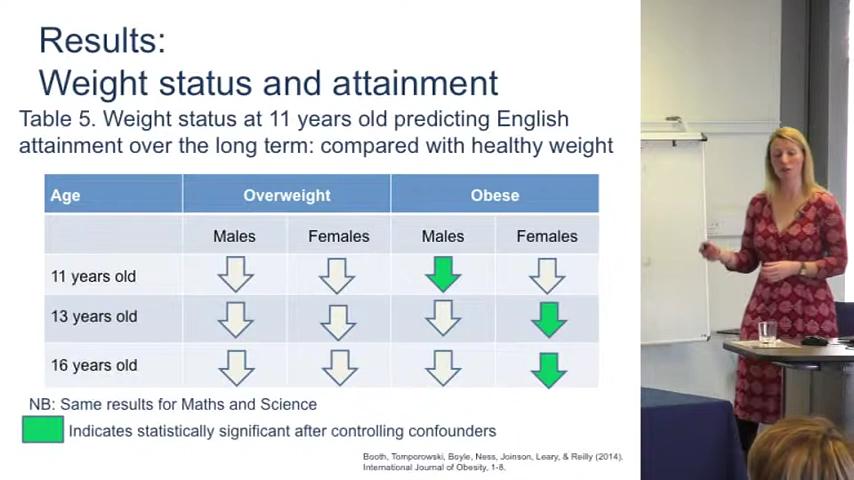 Results:
Weight status and attainment
Table 5. Weight status at 11 years old predicting English
attainment over the long term: compared with healthy weight
Age Overweight Obese
Males Females Males Females
11 years old
13 years old
16 years old
NB: Same results for Maths and Science
Indicates statistically significant after controlling confounders
Booth, Tomporowski, Boyle, Ness, Joinson, Leary, & Reilly (2014).
International Journal of Obesity, 1-8.